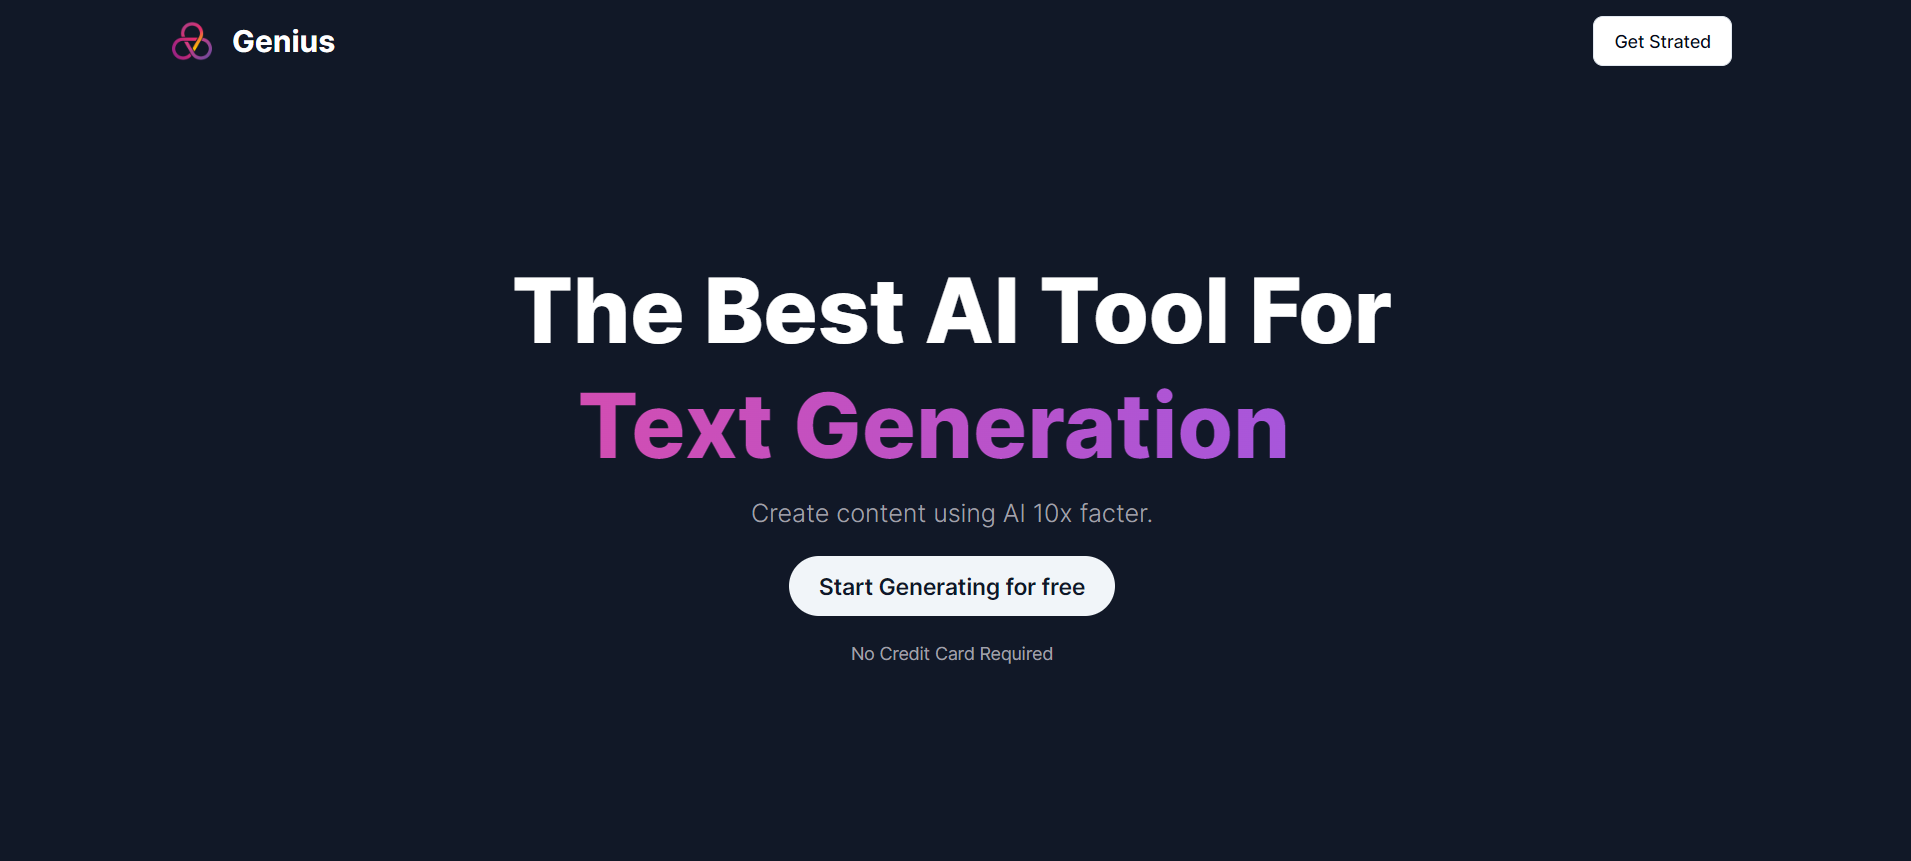 Genius
Get Strated
The Best AI Tool For
Text Generation
Create content using AI 10x facter.
Start Generating for free
No Credit Card Required